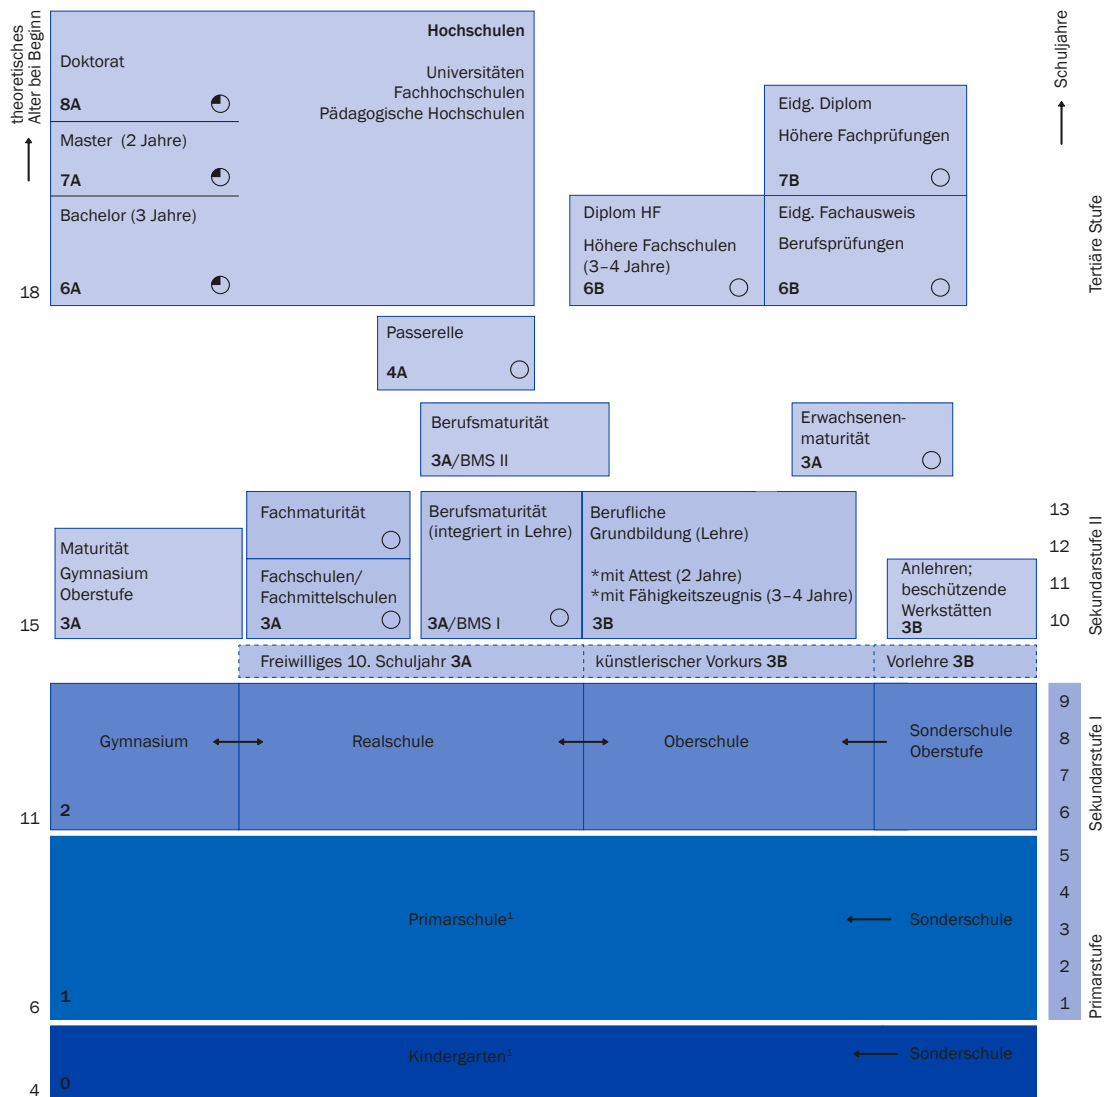 theoretisches
Alter bei Beginn
Schuljahre
Hochschulen
Universitäten
Fachhochschulen
Pädagogische Hochschulen
Doktorat
8A
Master (2 Jahre)
7A
Bachelor (3 Jahre)
6A
18
Eidg. Diplom
Höhere Fachprüfungen
7B
Diplom HF
Höhere Fachschulen
(3–4 Jahre)
6B
Eidg. Fachausweis
Berufsprüfungen
6B
Tertiäre Stufe
Passerelle
4A
Berufsmaturität
3A/BMS II
Erwachsenen-
maturität
3A
Maturität
Gymnasium
Oberstufe
3A
15
Fachmaturität
Fachschulen/
Fachmittelschulen
3A
Berufsmaturität
(integriert in Lehre)
3A/BMS I
Berufliche
Grundbildung (Lehre)
*mit Attest (2 Jahre)
*mit Fähigkeitszeugnis (3–4 Jahre)
3B
Anlehren;
beschützende
Werkstätten
3B
13
12
11
10
Sekundarstufe II
Freiwilliges 10. Schuljahr 3A
künstlerischer Vorkurs 3B
Vorlehre 3B
Gymnasium
Realschule
Oberschule
Sonderschule
Oberstufe
2
11
9
8
7
6
Sekundarstufe I
Primarschule¹
Sonderschule
1
6
5
4
3
2
1
Primarstufe
Kindergarten¹
Sonderschule
0
4